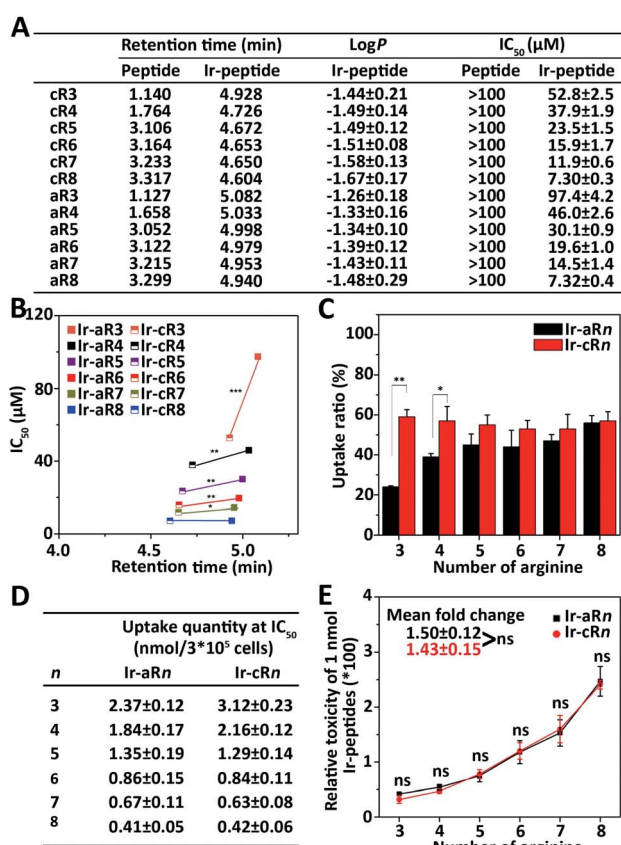 A
Retention time (min) LogP IC50 (µM)
Peptide Ir-peptide Ir-peptide Peptide Ir-peptide
cR3 1.140 4.928 -1.44±0.21 >100 52.8±2.5
cR4 1.764 4.726 -1.49±0.14 >100 37.9±1.9
cR5 3.106 4.672 -1.49±0.12 >100 23.5±1.5
cR6 3.164 4.653 -1.51±0.08 >100 15.9±1.7
cR7 3.233 4.650 -1.58±0.13 >100 11.9±0.6
cR8 3.317 4.604 -1.67±0.17 >100 7.30±0.3
aR3 1.127 5.082 -1.26±0.18 >100 97.4±4.2
aR4 1.658 5.033 -1.33±0.16 >100 46.0±2.6
aR5 3.052 4.998 -1.34±0.10 >100 30.1±0.9
aR6 3.122 4.979 -1.39±0.12 >100 19.6±1.0
aR7 3.215 4.953 -1.43±0.11 >100 14.5±1.4
aR8 3.299 4.940 -1.48±0.29 >100 7.32±0.4
B
120
80
40
0
IC50 (µM)
Ir-aR3 Ir-cR3
Ir-aR4 Ir-cR4
Ir-aR5 Ir-cR5
Ir-aR6 Ir-cR6
Ir-aR7 Ir-cR7
Ir-aR8 Ir-cR8
***
**
**
**
*
4.0 4.5 5.0
Retention time (min)
C
Ir-aRn
Ir-cRn
100
80
60
40
20
Uptake ratio (%)
** *
3 4 5 6 7 8
Number of arginine
D
Uptake quantity at IC50
(nmol/3*10⁵ cells)
n Ir-aRn Ir-cRn
3 2.37±0.12 3.12±0.23
4 1.84±0.17 2.16±0.12
5 1.35±0.19 1.29±0.14
6 0.86±0.15 0.84±0.11
7 0.67±0.11 0.63±0.08
8 0.41±0.05 0.42±0.06
E
Relative toxicity of 1 nmol
Ir-peptides (*100)
4
3
2
1
0
Mean fold change
1.50±0.12
1.43±0.15
>ns
Ir-aRn
Ir-cRn
ns ns ns ns ns ns
3 4 5 6 7 8
Number of arginine